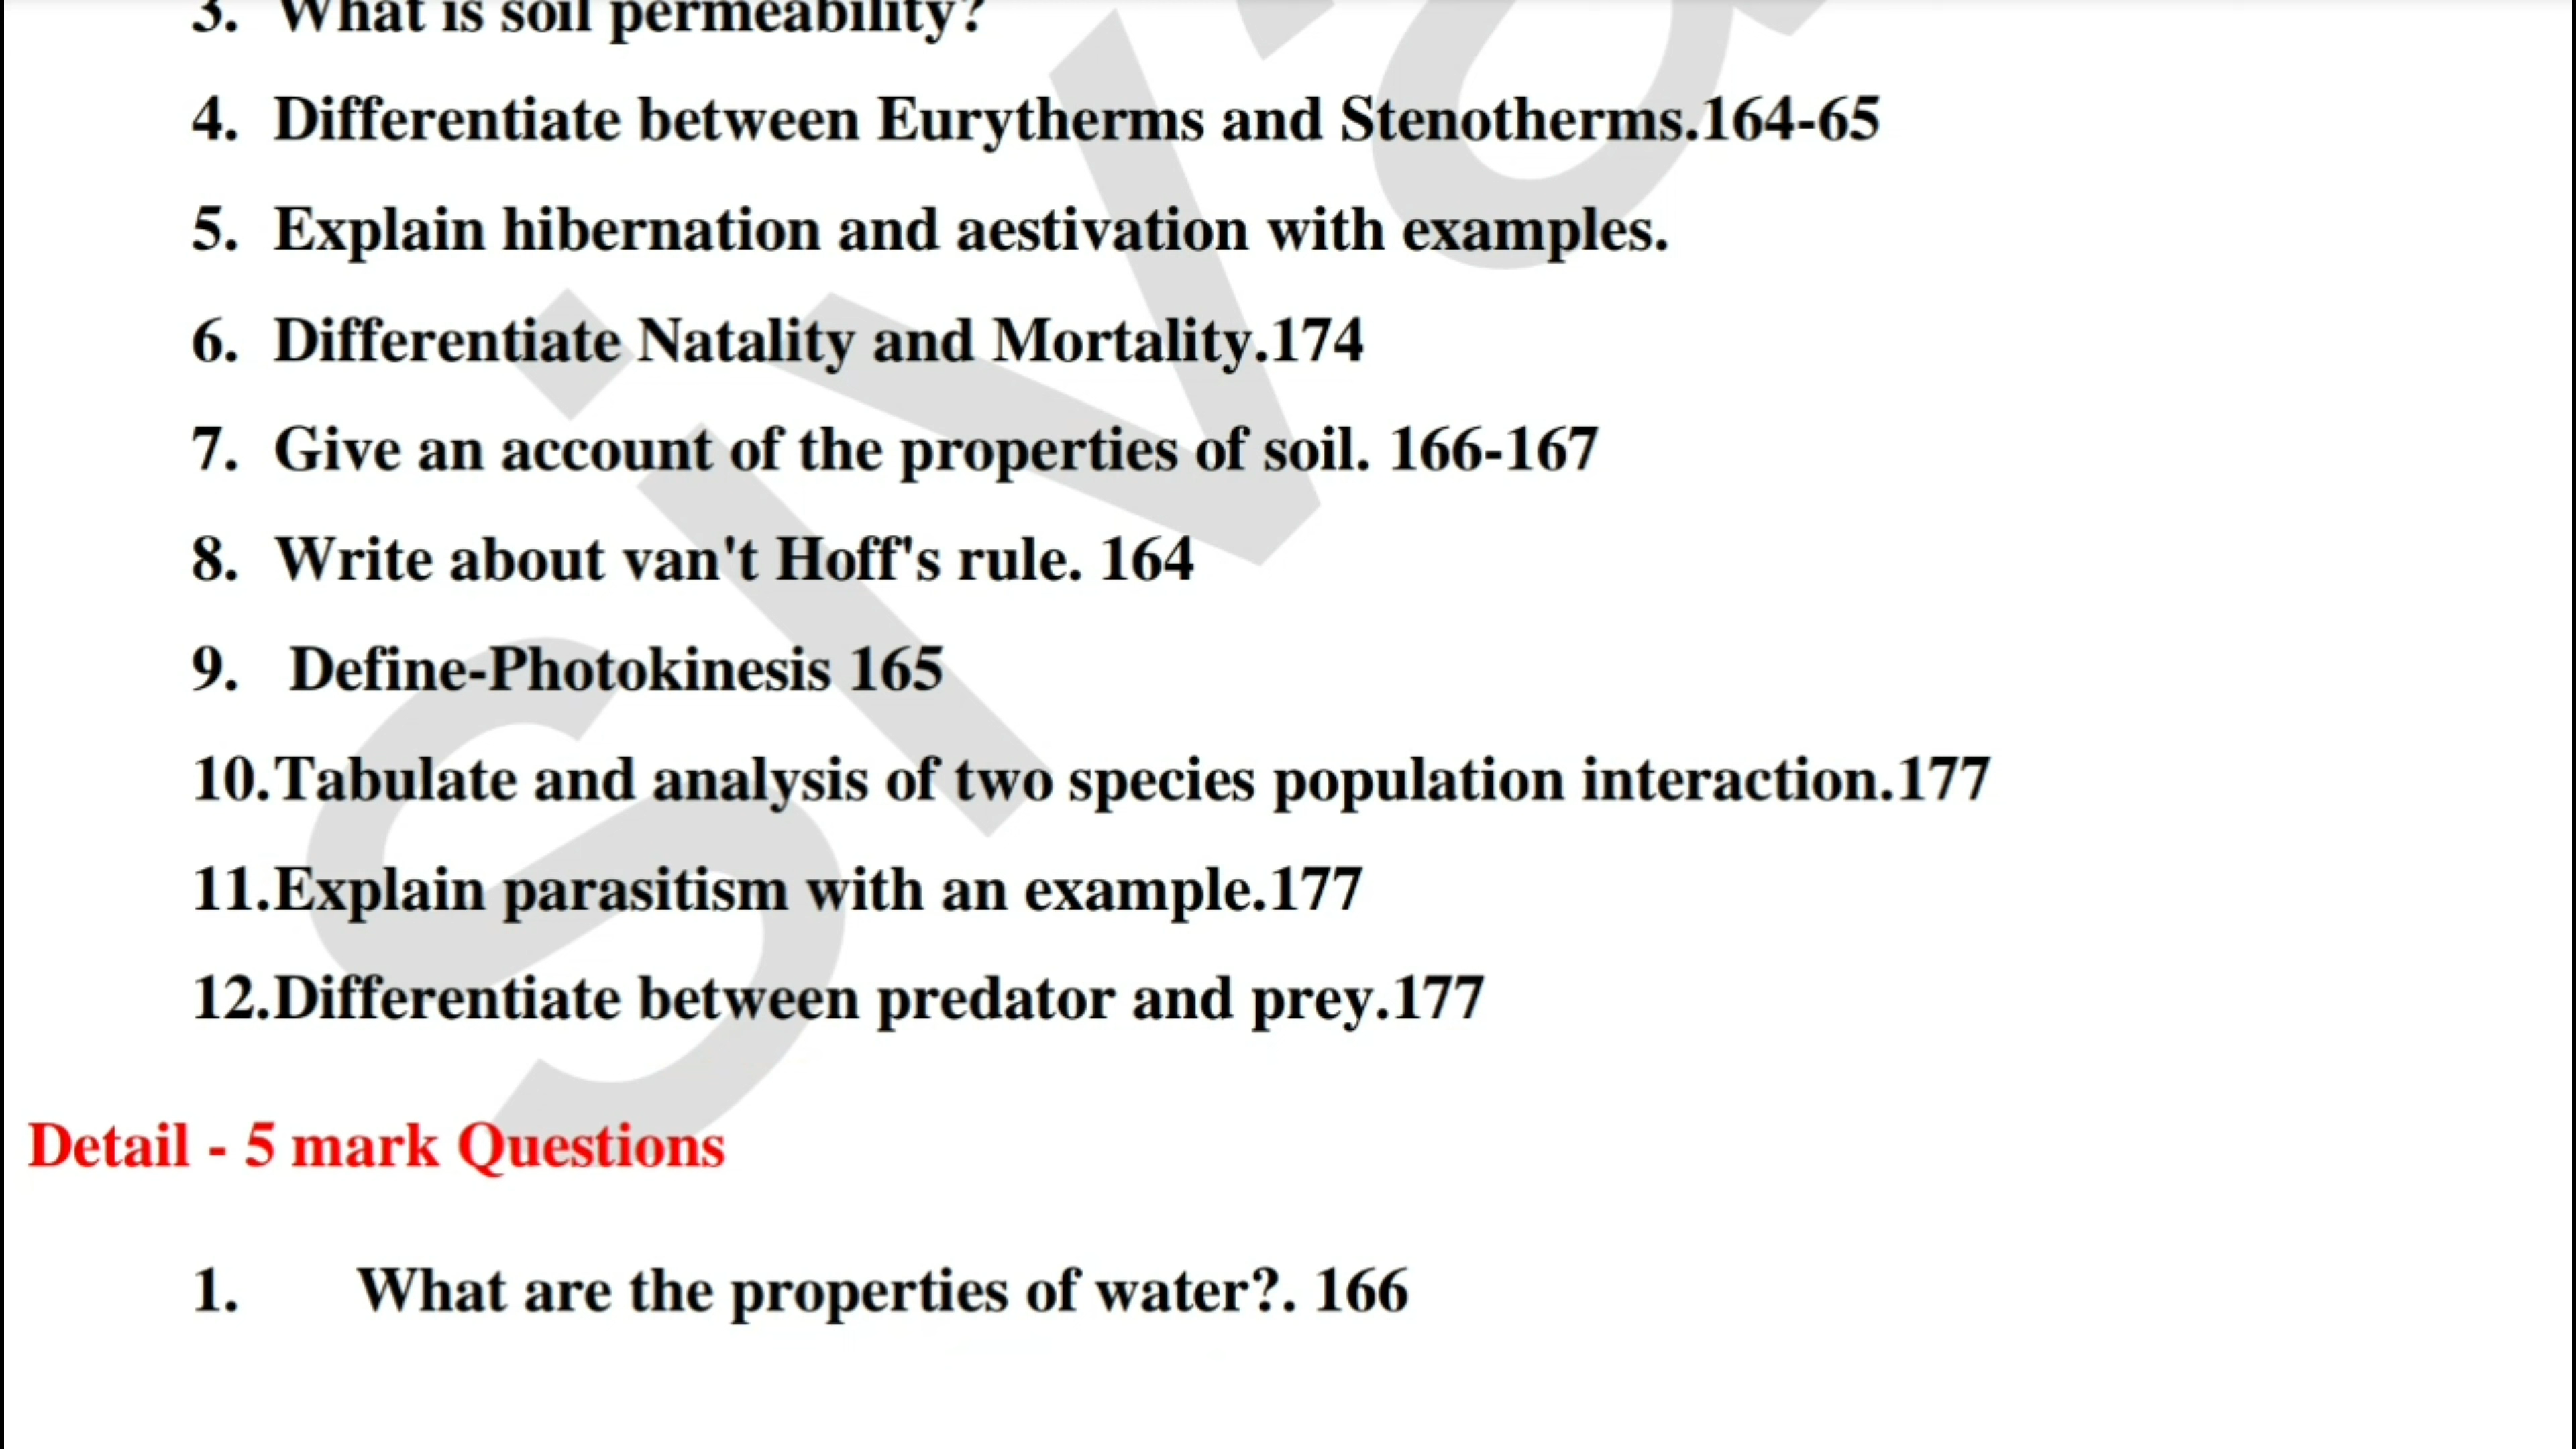 3. What is soil permeability?
4. Differentiate between Eurytherms and Stenotherms.164-65
5. Explain hibernation and aestivation with examples.
6. Differentiate Natality and Mortality.174
7. Give an account of the properties of soil. 166-167
8. Write about van't Hoff's rule. 164
9. Define-Photokinesis 165
10.Tabulate and analysis of two species population interaction.177
11.Explain parasitism with an example.177
12.Differentiate between predator and prey.177
Detail - 5 mark Questions
1. What are the properties of water?. 166